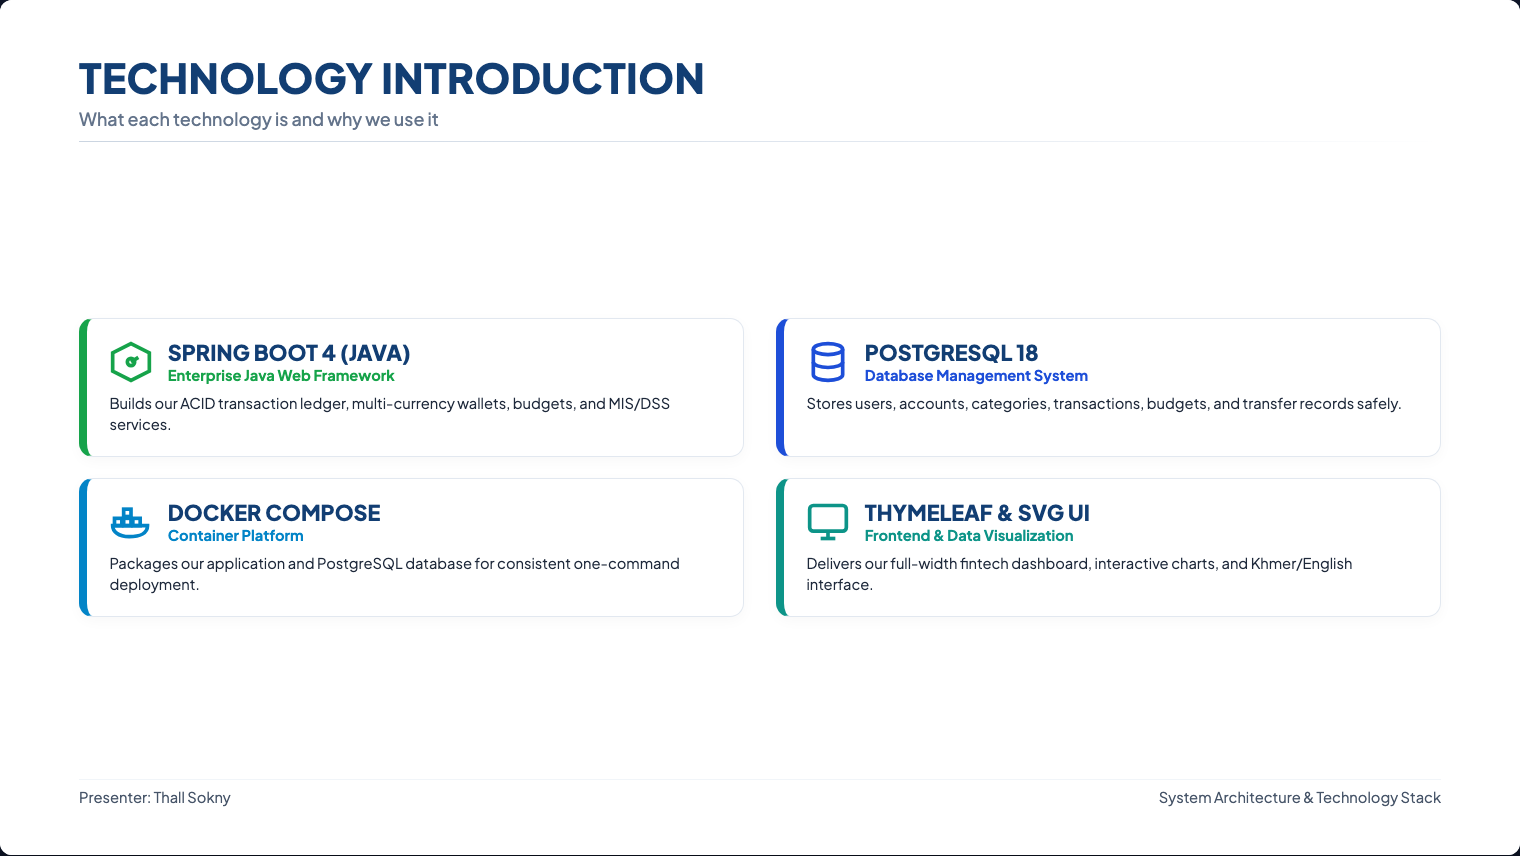 TECHNOLOGY INTRODUCTION
What each technology is and why we use it
SPRING BOOT 4 (JAVA)
Enterprise Java Web Framework
Builds our ACID transaction ledger, multi-currency wallets, budgets, and MIS/DSS
services.
POSTGRESQL 18
Database Management System
Stores users, accounts, categories, transactions, budgets, and transfer records safely.
DOCKER COMPOSE
Container Platform
Packages our application and PostgreSQL database for consistent one-command
deployment.
THYMELEAF & SVG UI
Frontend & Data Visualization
Delivers our full-width fintech dashboard, interactive charts, and Khmer/English
interface.
Presenter: Thall Sokny
System Architecture & Technology Stack